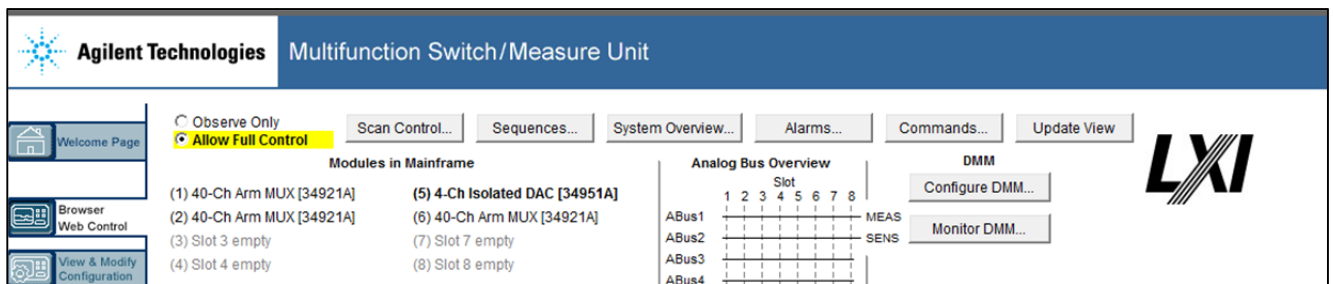 Agilent Technologies
Multifunction Switch/Measure Unit
Welcome Page
Browser
Web Control
View & Modify
Configuration
Observe Only
Allow Full Control
Scan Control...
Sequences...
System Overview...
Alarms...
Commands...
Update View
Modules in Mainframe
(1) 40-Ch Arm MUX [34921A]
(2) 40-Ch Arm MUX [34921A]
(3) Slot 3 empty
(4) Slot 4 empty
(5) 4-Ch Isolated DAC [34951A]
(6) 40-Ch Arm MUX [34921A]
(7) Slot 7 empty
(8) Slot 8 empty
Analog Bus Overview
Slot
1 2 3 4 5 6 7 8
ABus1 MEAS
ABus2 SENS
ABus3
ABus4
DMM
Configure DMM...
Monitor DMM...
LXI